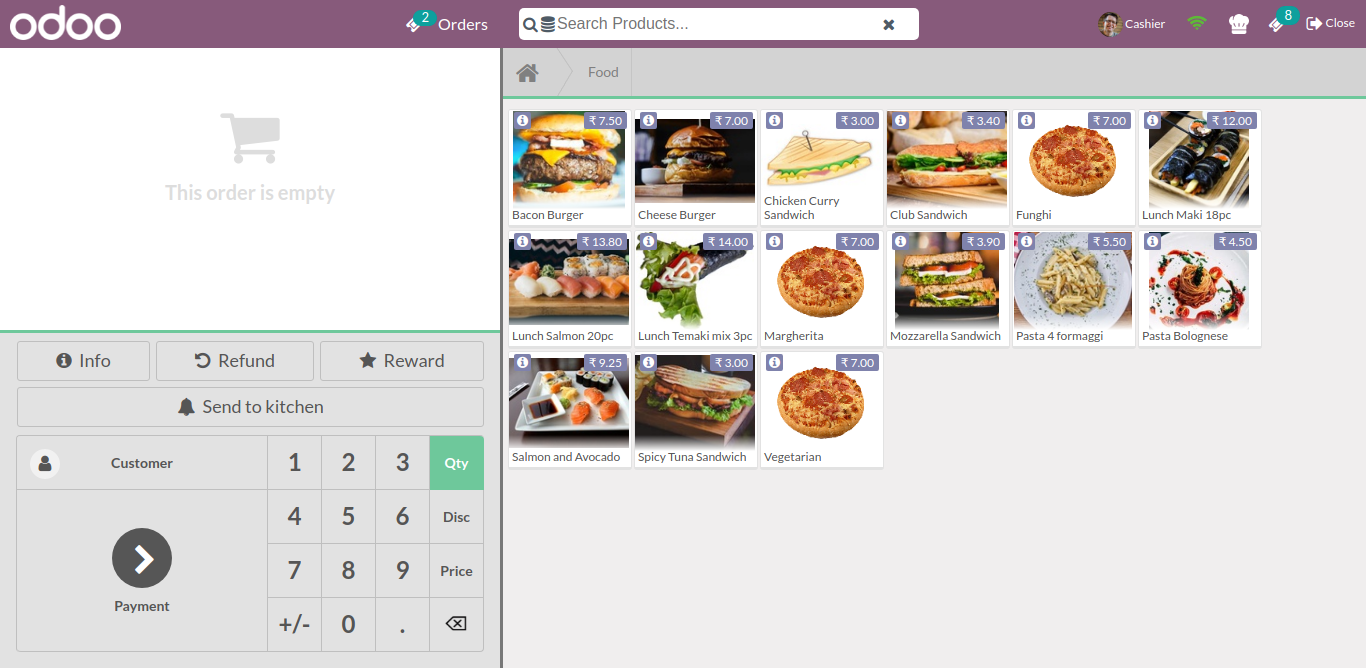 odoo
2
Orders
Search Products...
Cashier
8
Close
Food
This order is empty
₹ 7.50
Bacon Burger
₹ 7.00
Cheese Burger
₹ 3.00
Chicken Curry
Sandwich
₹ 3.40
Club Sandwich
₹ 7.00
Funghi
₹ 12.00
Lunch Maki 18pc
₹ 13.80
Lunch Salmon 20pc
₹ 14.00
Lunch Temaki mix 3pc
₹ 7.00
Margherita
₹ 3.90
Mozzarella Sandwich
₹ 5.50
Pasta 4 formaggi
₹ 4.50
Pasta Bolognese
₹ 9.25
Salmon and Avocado
₹ 3.00
Spicy Tuna Sandwich
₹ 7.00
Vegetarian
Info
Refund
Reward
Send to kitchen
Customer
1 2 3 Qty
4 5 6 Disc
7 8 9 Price
Payment
+/- 0 .